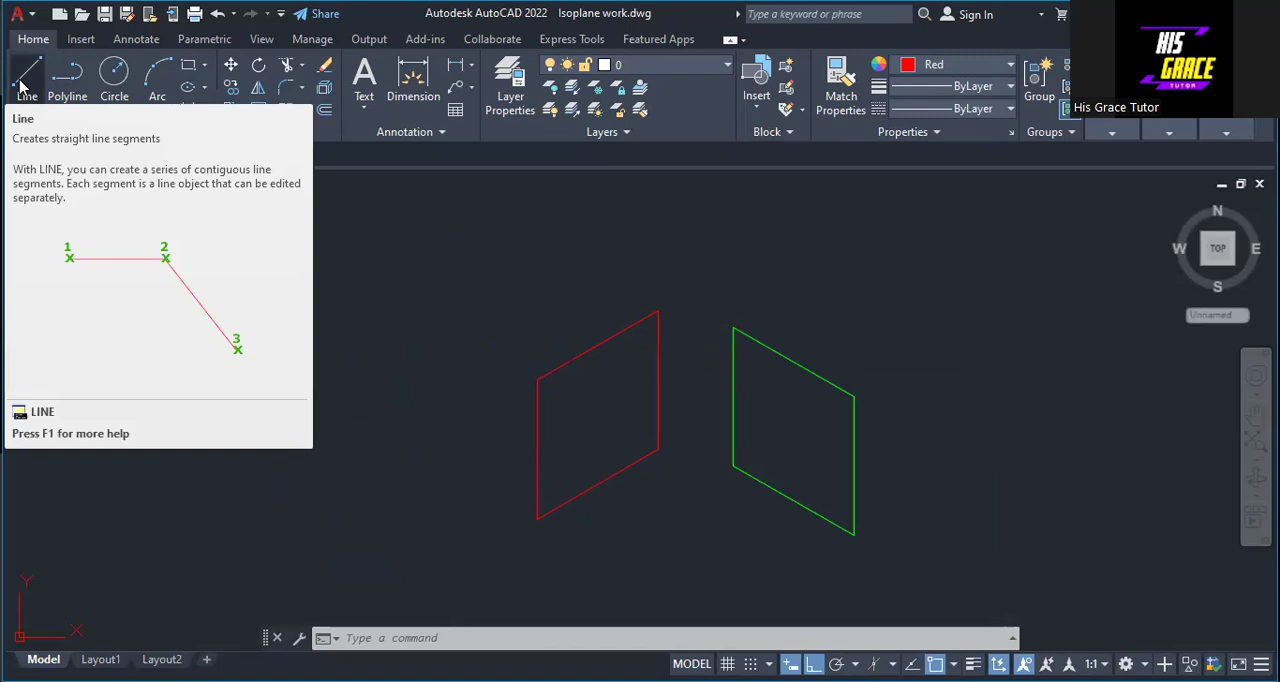 Share
Autodesk AutoCAD 2022 Isoplane work.dwg
Type a keyword or phrase
Sign In
Home Insert Annotate Parametric View Manage Output Add-ins Collaborate Express Tools Featured Apps
Line Polyline Circle Arc
Text Dimension
Annotation
Layer
Properties
0
Layers
Insert
Block
Match
Properties
Red
ByLayer
ByLayer
Properties
Group
Groups
HIS
GRACE
TUTOR
His Grace Tutor
Line
Creates straight line segments
With LINE, you can create a series of contiguous line
segments. Each segment is a line object that can be edited
separately.
1 2
3
LINE
Press F1 for more help
N
W TOP E
S
Unnamed
Y
X
Type a command
Model Layout1 Layout2 +
MODEL
1:1